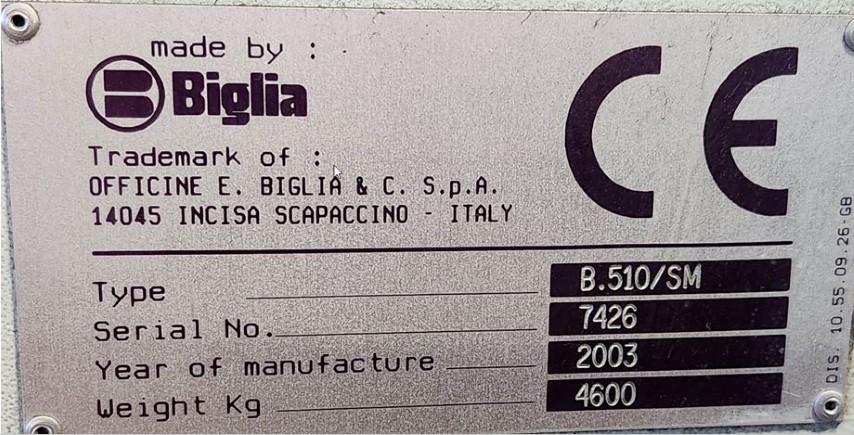 made by :
Biglia
Trademark of :
OFFICINE E. BIGLIA & C. S.p.A.
14045 INCISA SCAPACCINO - ITALY
CE
Type B.510/SM
Serial No. 7426
Year of manufacture 2003
Weight Kg 4600
DIS. 10.55.09.26-GB